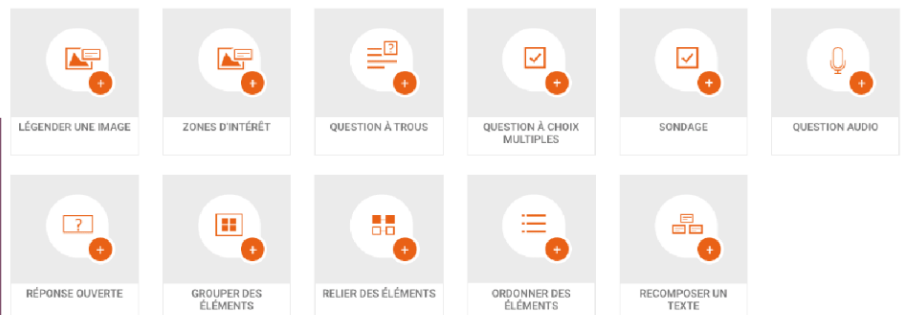 LÉGENDER UNE IMAGE
ZONES D'INTÉRÊT
?
QUESTION À TROUS
QUESTION À CHOIX
MULTIPLES
SONDAGE
QUESTION AUDIO
?
RÉPONSE OUVERTE
GROUPER DES
ÉLÉMENTS
RELIER DES ÉLÉMENTS
ORDONNER DES
ÉLÉMENTS
RECOMPOSER UN
TEXTE